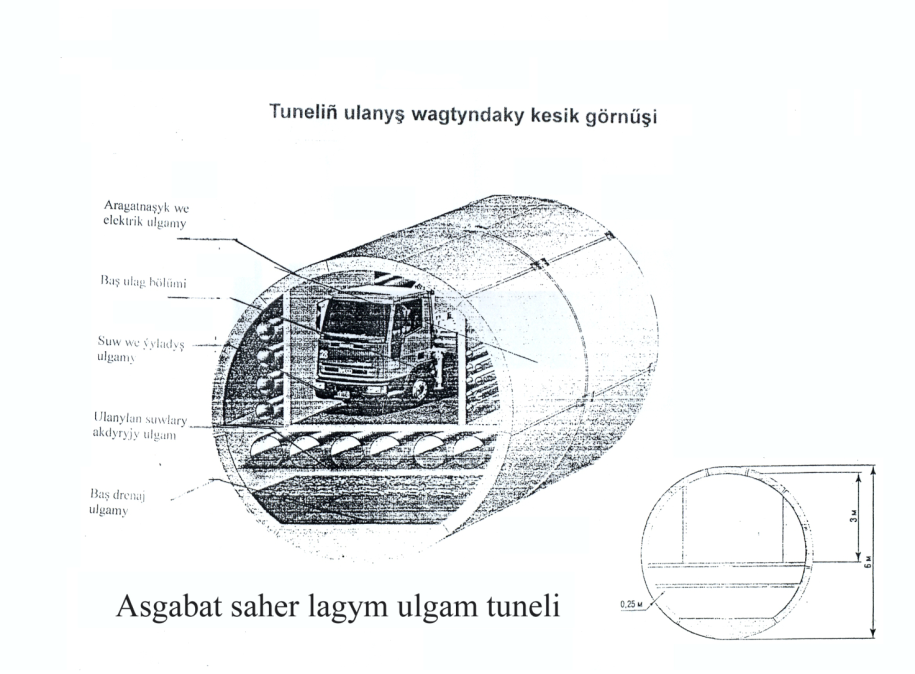 Tuneliñ ulanyş wagtyndaky kesik görnűşi
Aragatnaşyk we
elektrik ulgamy
Baş ulag bölümi
Suw we ýyladyş
ulgamy
Ulanylan suwlary
akdyryjy ulgam
Baş drenaj
ulgamy
3 м
6 м
0,25 м
Asgabat saher lagym ulgam tuneli